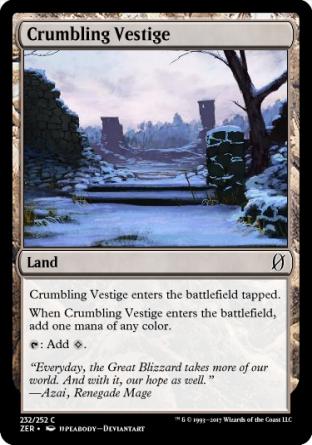 Crumbling Vestige
Land
Crumbling Vestige enters the battlefield tapped.
When Crumbling Vestige enters the battlefield,
add one mana of any color.
: Add .
“Everyday, the Great Blizzard takes more of our
world. And with it, our hope as well.”
—Azai, Renegade Mage
232/252 C
ZER • HPEABODY–DEVIANTART
™ & © 1993–2017 Wizards of the Coast LLC